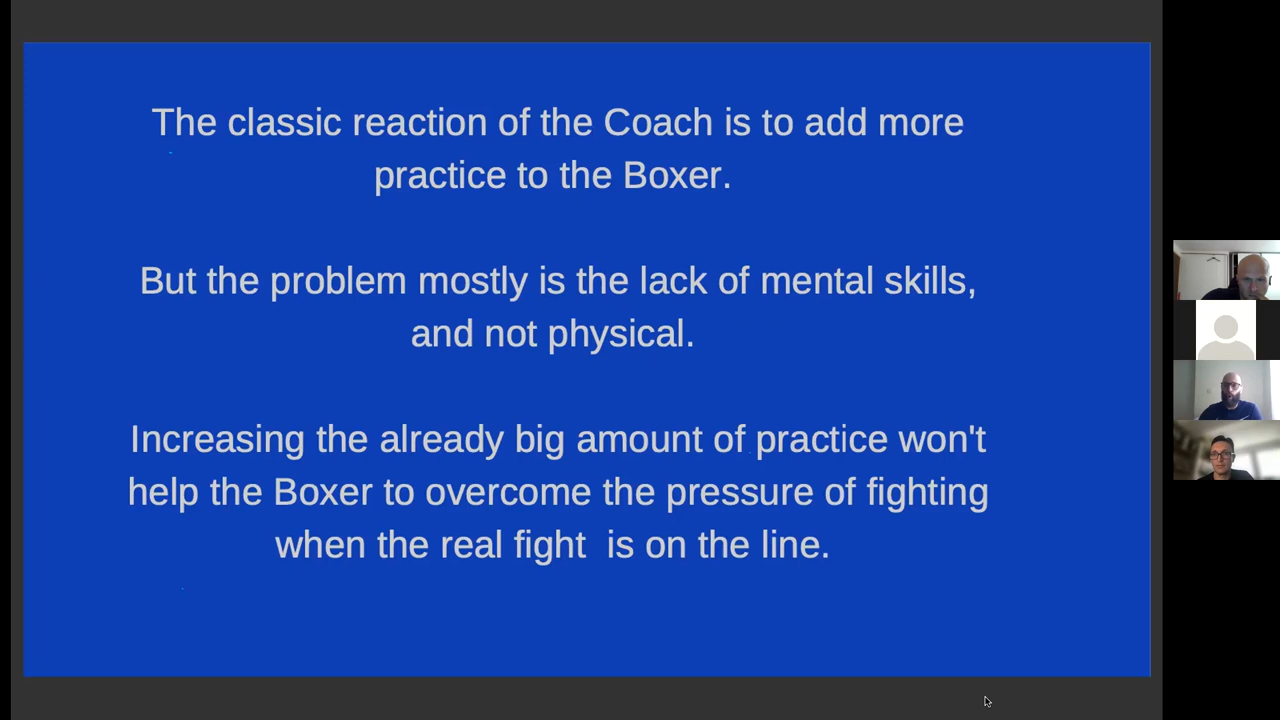 The classic reaction of the Coach is to add more
practice to the Boxer.
But the problem mostly is the lack of mental skills,
and not physical.
Increasing the already big amount of practice won't
help the Boxer to overcome the pressure of fighting
when the real fight  is on the line.